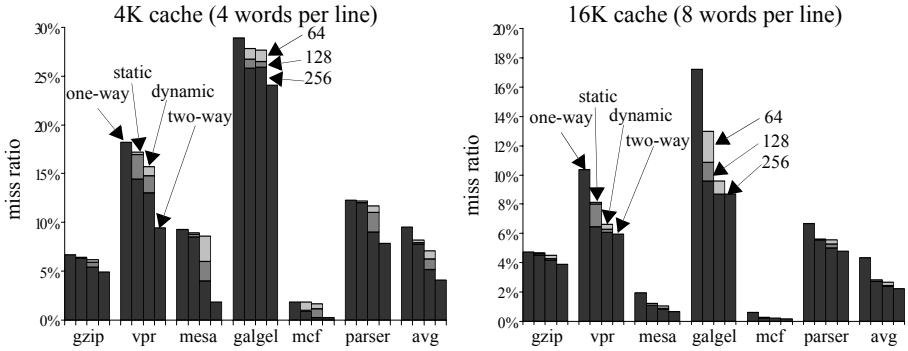 4K cache (4 words per line)
30%
25%
20%
15%
10%
5%
0%
miss ratio
one-way
static
dynamic
two-way
64
128
256
gzip vpr mesa galgel mcf parser avg
16K cache (8 words per line)
20%
18%
16%
14%
12%
10%
8%
6%
4%
2%
0%
miss ratio
one-way
static
dynamic
two-way
64
128
256
gzip vpr mesa galgel mcf parser avg